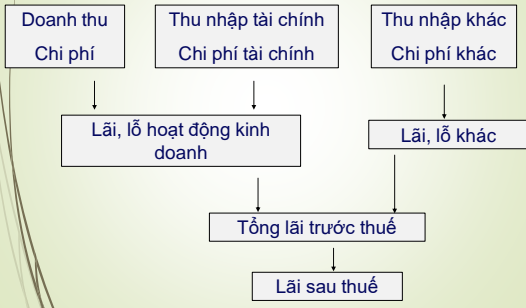 Doanh thu
Chi phí
Thu nhập tài chính
Chi phí tài chính
Thu nhập khác
Chi phí khác
Lãi, lỗ hoạt động kinh
doanh
Lãi, lỗ khác
Tổng lãi trước thuế
Lãi sau thuế